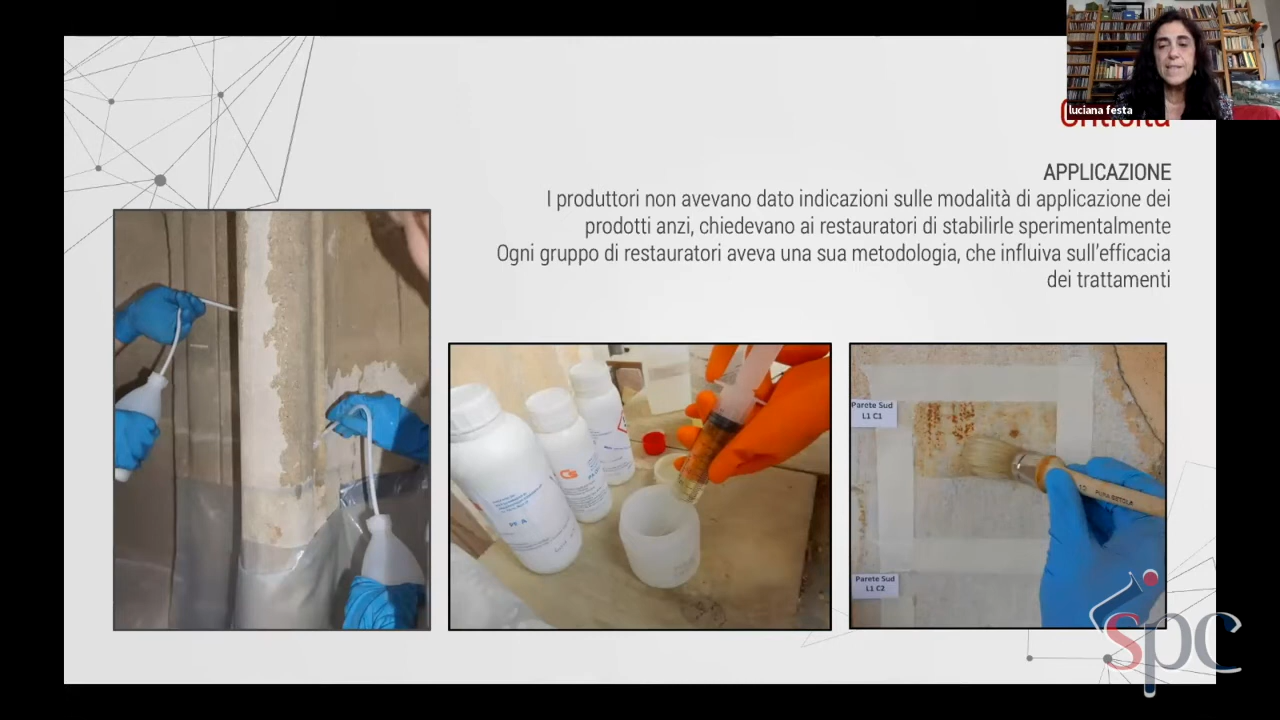 luciana festa
Criticità
APPLICAZIONE
I produttori non avevano dato indicazioni sulle modalità di applicazione dei
prodotti anzi, chiedevano ai restauratori di stabilirle sperimentalmente
Ogni gruppo di restauratori aveva una sua metodologia, che influiva sull'efficacia
dei trattamenti
Parete Sud
L1 C1
Parete Sud
L1 C2
spc